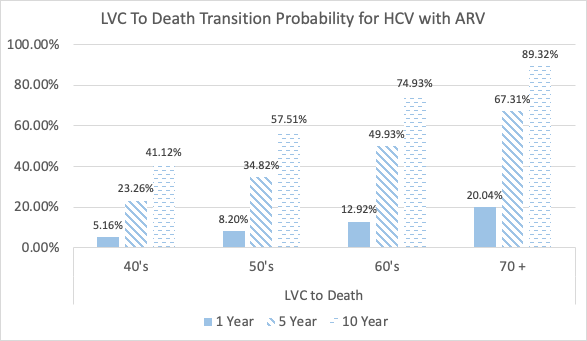 LVC To Death Transition Probability for HCV with ARV
100.00%
80.00%
60.00%
40.00%
20.00%
0.00%
5.16%
23.26%
41.12%
8.20%
34.82%
57.51%
12.92%
49.93%
74.93%
20.04%
67.31%
89.32%
40's
50's
60's
70 +
LVC to Death
1 Year
5 Year
10 Year